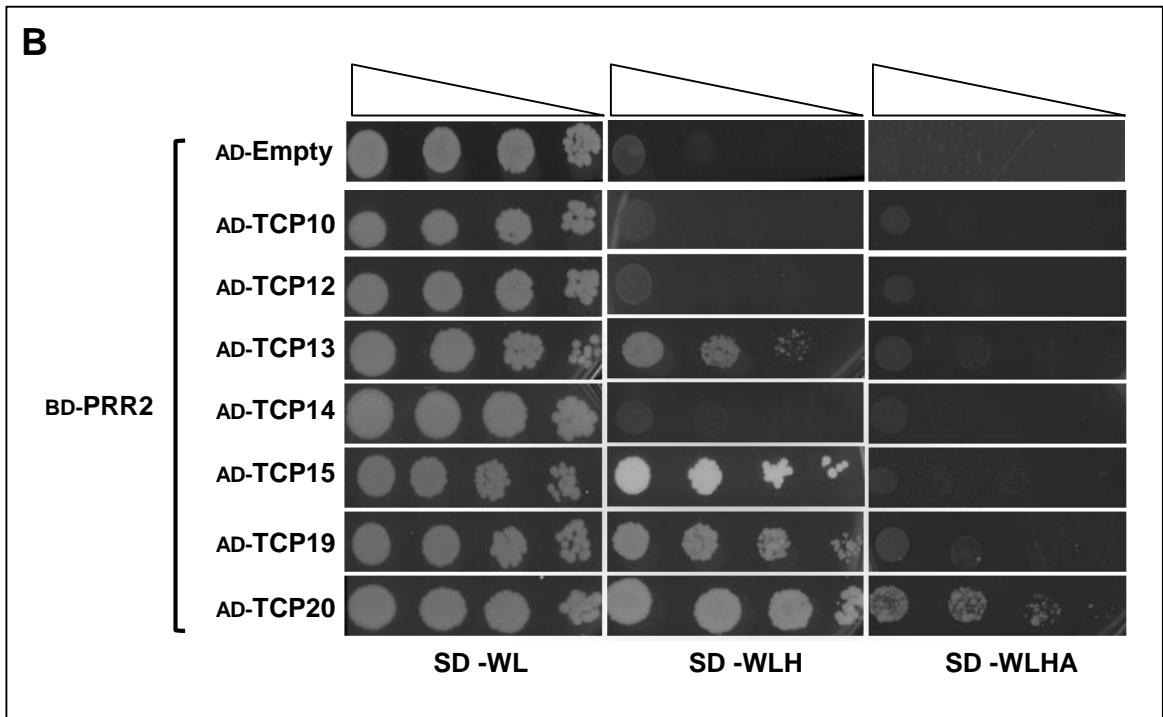 B
AD-Empty
AD-TCP10
AD-TCP12
AD-TCP13
AD-TCP14
BD-PRR2
AD-TCP15
AD-TCP19
AD-TCP20
SD -WL SD -WLH SD -WLHA